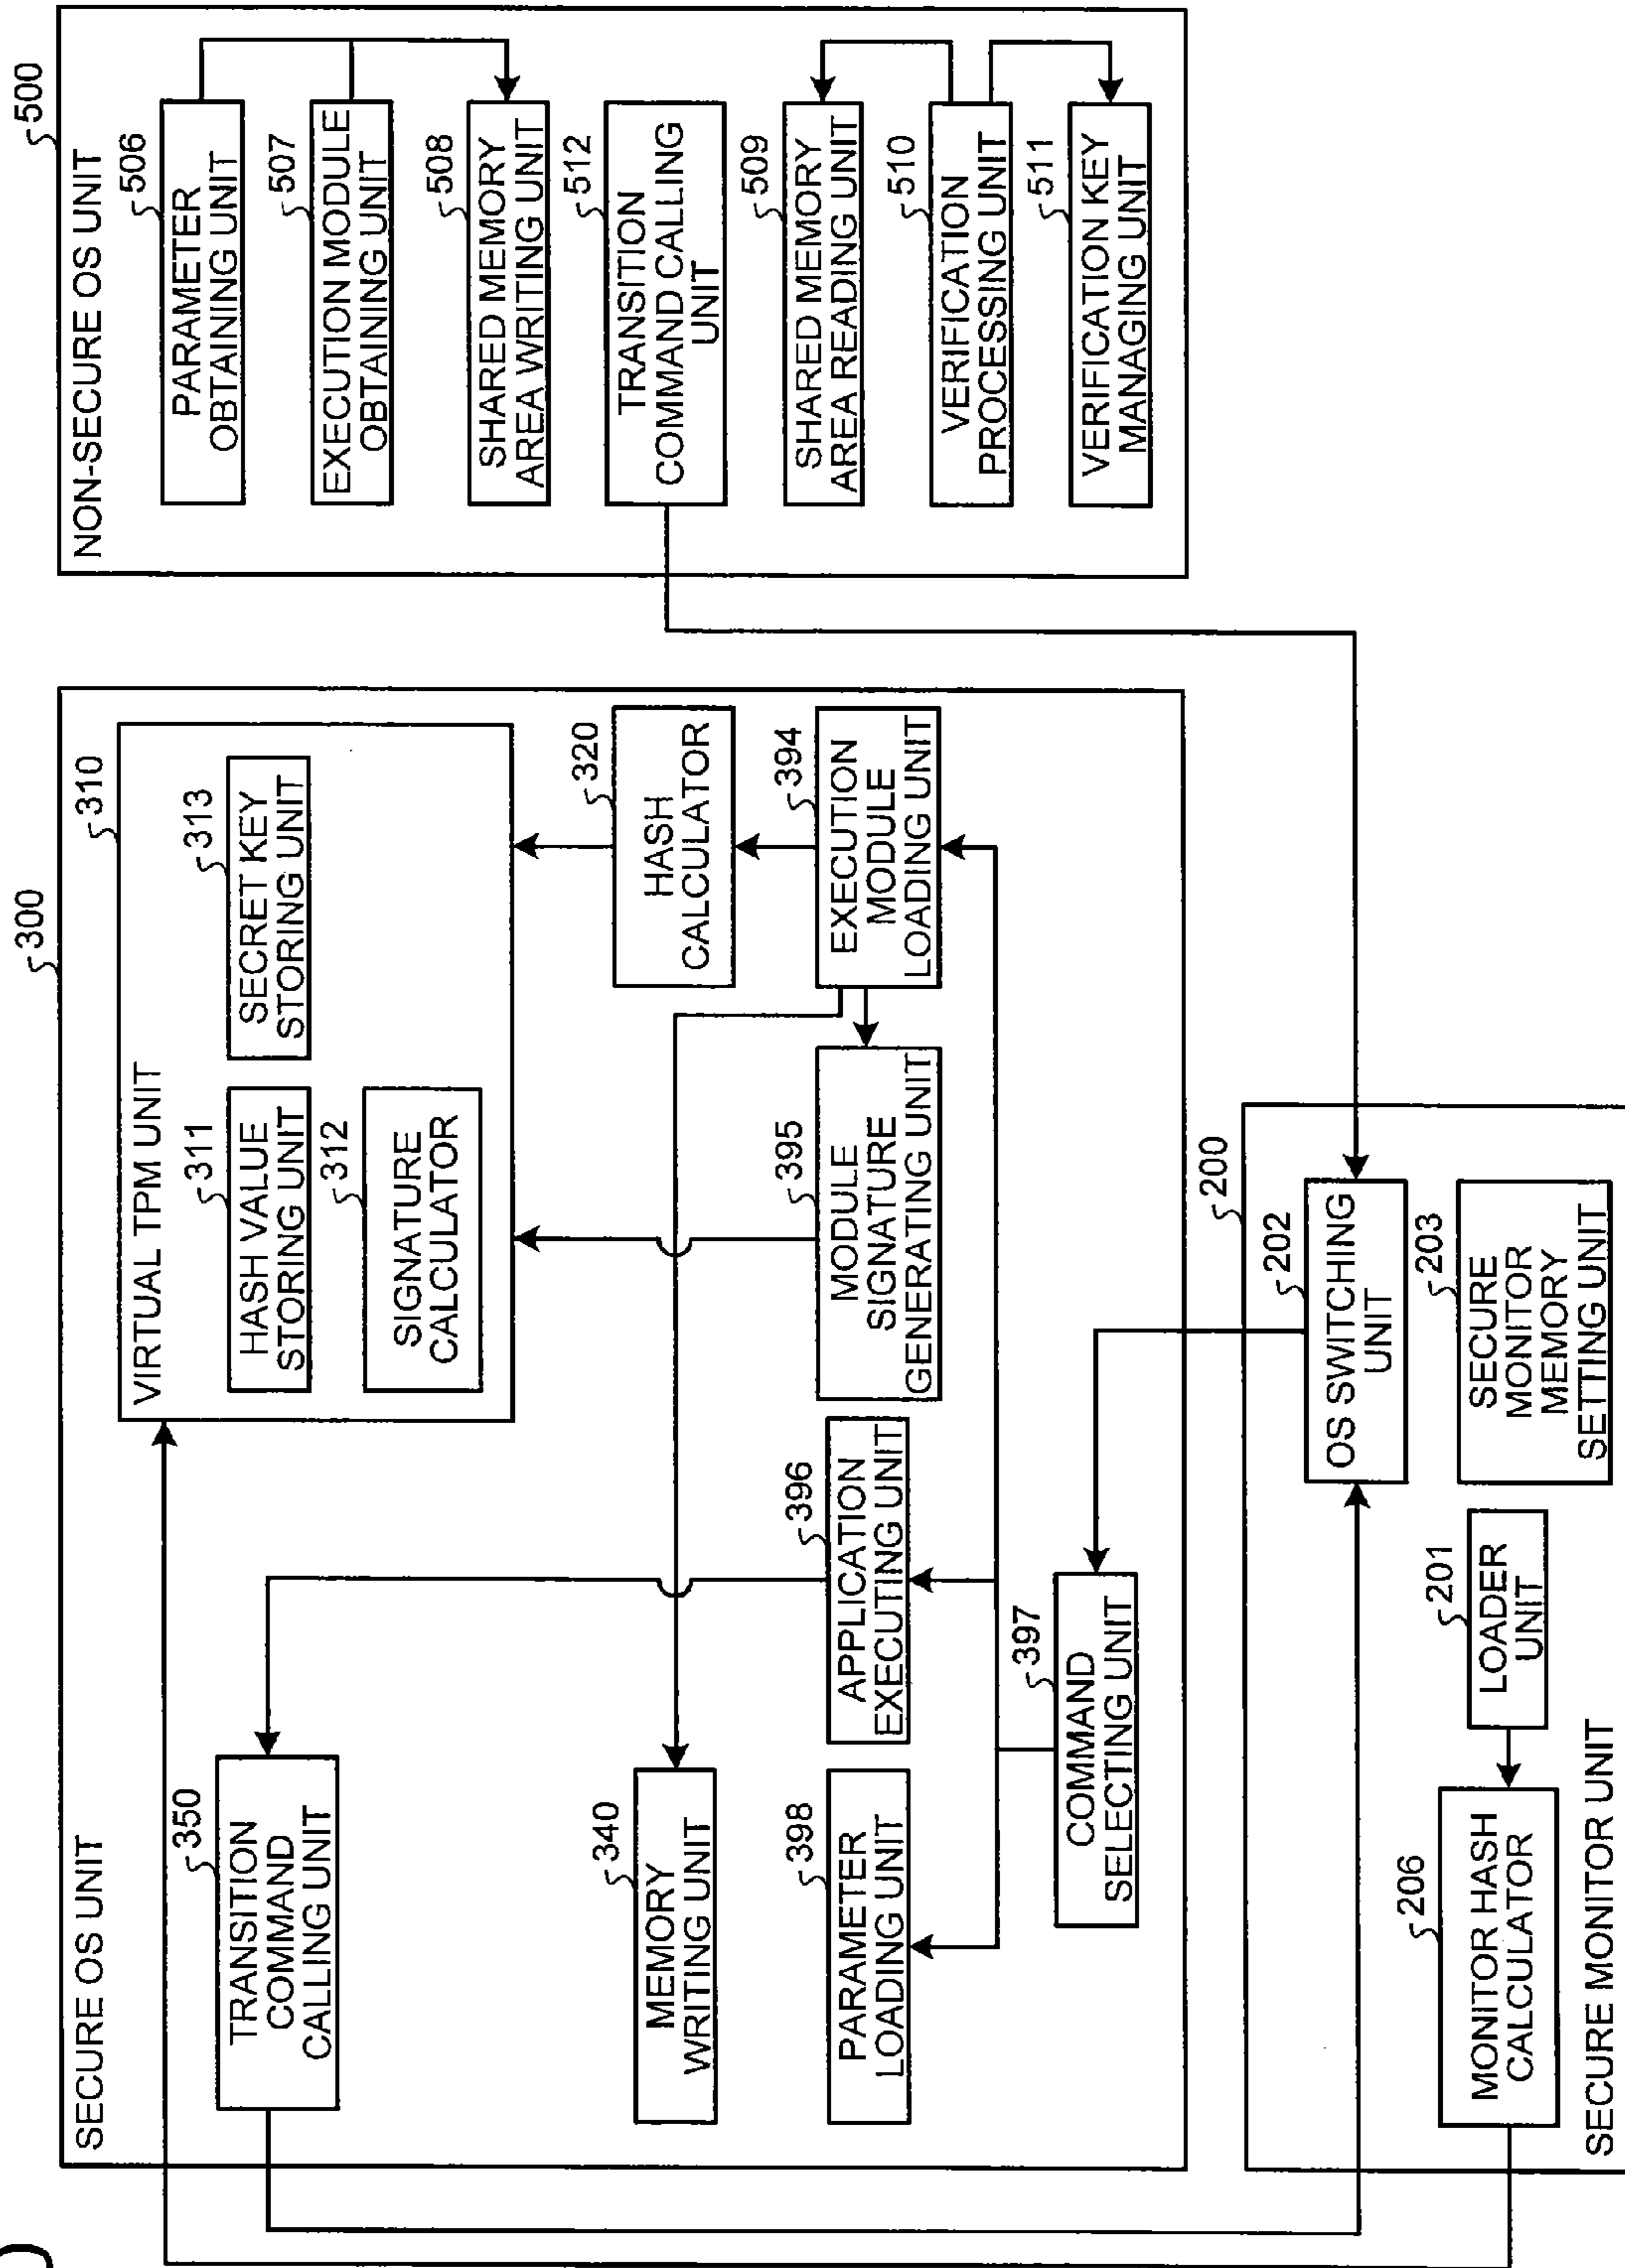 SECURE OS UNIT
300
350
TRANSITION
COMMAND
CALLING UNIT
VIRTUAL TPM UNIT
310
311
HASH VALUE
STORING UNIT
313
SECRET KEY
STORING UNIT
312
SIGNATURE
CALCULATOR
340
MEMORY
WRITING UNIT
320
HASH
CALCULATOR
398
PARAMETER
LOADING UNIT
396
APPLICATION
EXECUTING UNIT
395
MODULE
SIGNATURE
GENERATING UNIT
394
EXECUTION
MODULE
LOADING UNIT
397
COMMAND
SELECTING UNIT
NON-SECURE OS UNIT
500
506
PARAMETER
OBTAINING UNIT
507
EXECUTION MODULE
OBTAINING UNIT
508
SHARED MEMORY
AREA WRITING UNIT
512
TRANSITION
COMMAND CALLING
UNIT
509
SHARED MEMORY
AREA READING UNIT
510
VERIFICATION
PROCESSING UNIT
511
VERIFICATION KEY
MANAGING UNIT
200
202
OS SWITCHING
UNIT
206
MONITOR HASH
CALCULATOR
201
LOADER
UNIT
203
SECURE
MONITOR
MEMORY
SETTING UNIT
SECURE MONITOR UNIT